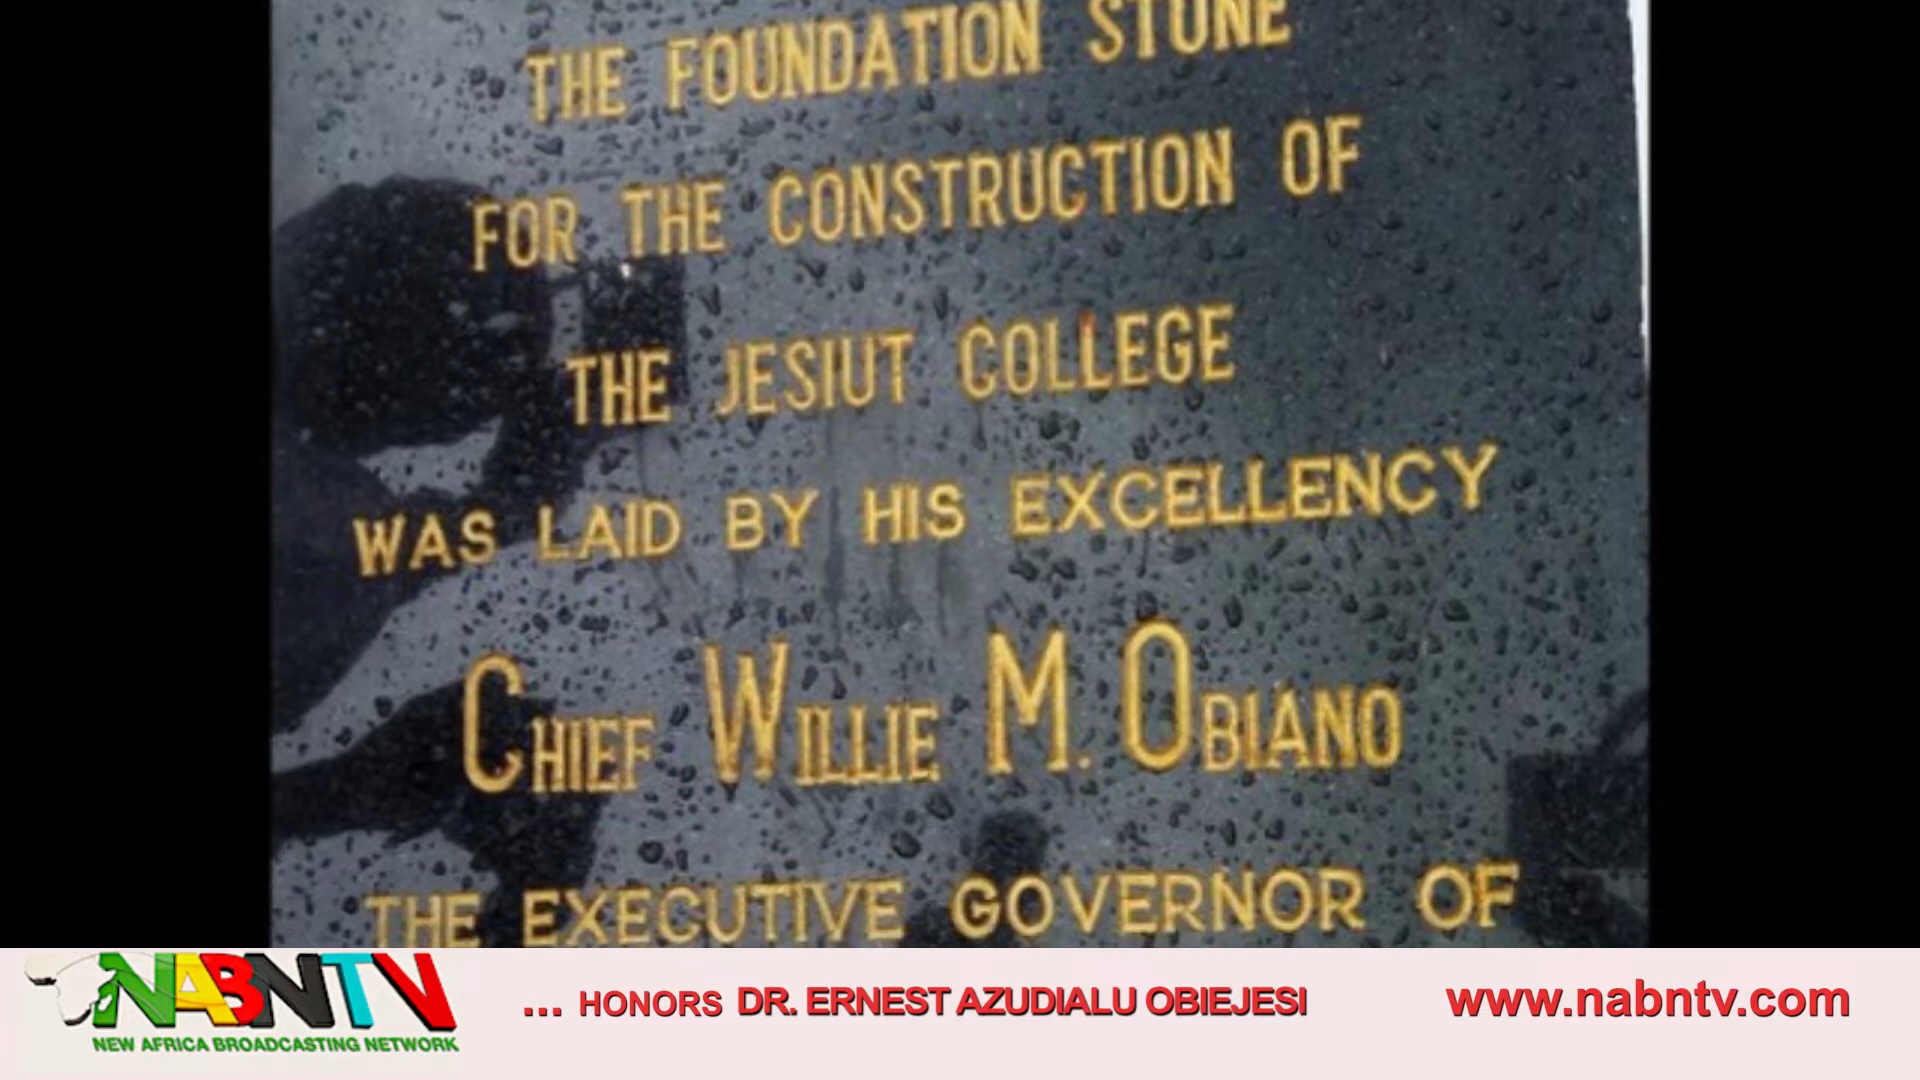 THE FOUNDATION STONE
FOR THE CONSTRUCTION OF
THE JESIUT COLLEGE
WAS LAID BY HIS EXCELLENCY
CHIEF WILLIE M. OBIANO
THE EXECUTIVE GOVERNOR OF
NABNTV
NEW AFRICA BROADCASTING NETWORK
... HONORS DR. ERNEST AZUDIALU OBIEJESI
www.nabntv.com